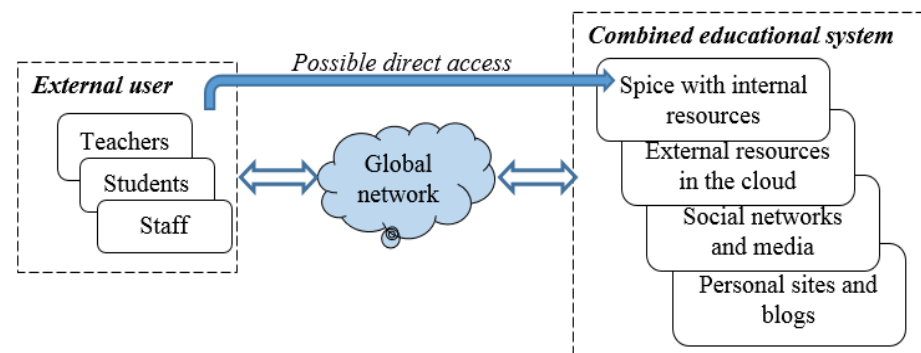 Combined educational system
External user
Possible direct access
Spice with internal
resources
Teachers
Students
Staff
Global
network
External resources
in the cloud
Social networks
and media
Personal sites and
blogs